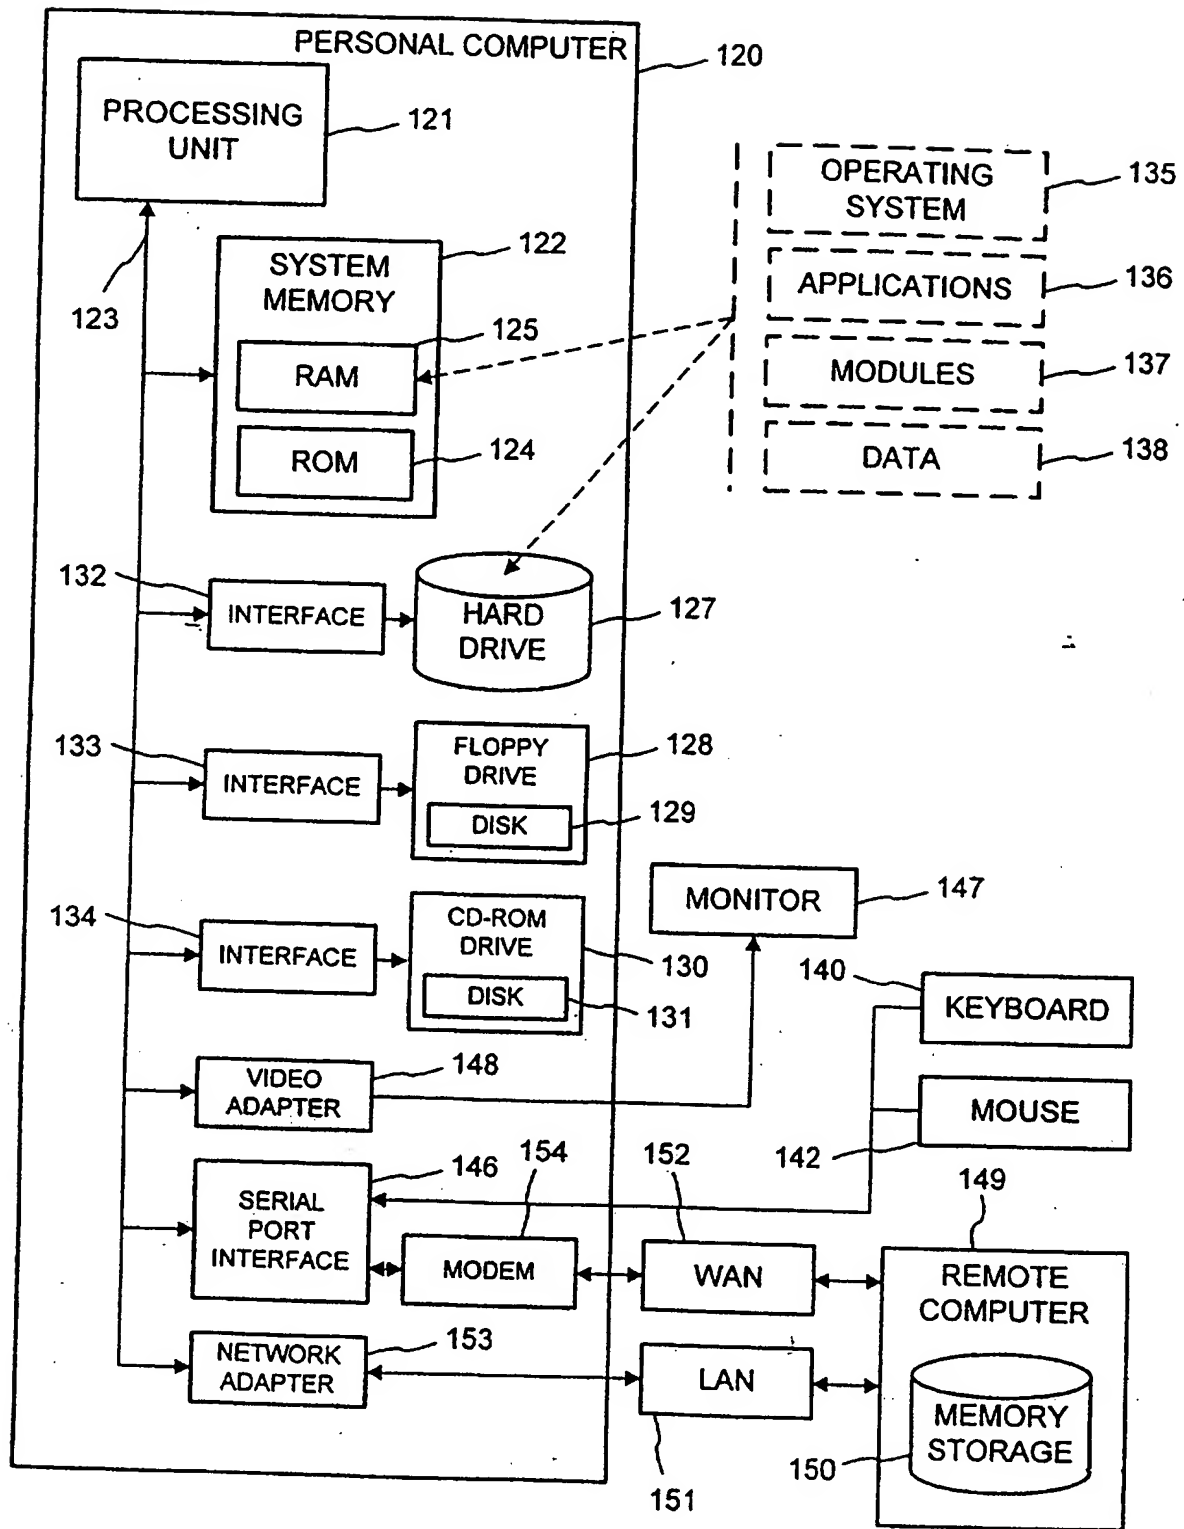 PERSONAL COMPUTER
120
PROCESSING
UNIT
121
123
SYSTEM
MEMORY
122
RAM
125
ROM
124
OPERATING
SYSTEM
135
APPLICATIONS
136
MODULES
137
DATA
138
132
INTERFACE
HARD
DRIVE
127
133
INTERFACE
FLOPPY
DRIVE
128
DISK
129
134
INTERFACE
CD-ROM
DRIVE
130
DISK
131
MONITOR
147
140
KEYBOARD
MOUSE
142
VIDEO
ADAPTER
148
SERIAL
PORT
INTERFACE
146
154
MODEM
152
WAN
149
REMOTE
COMPUTER
NETWORK
ADAPTER
153
LAN
151
MEMORY
STORAGE
150